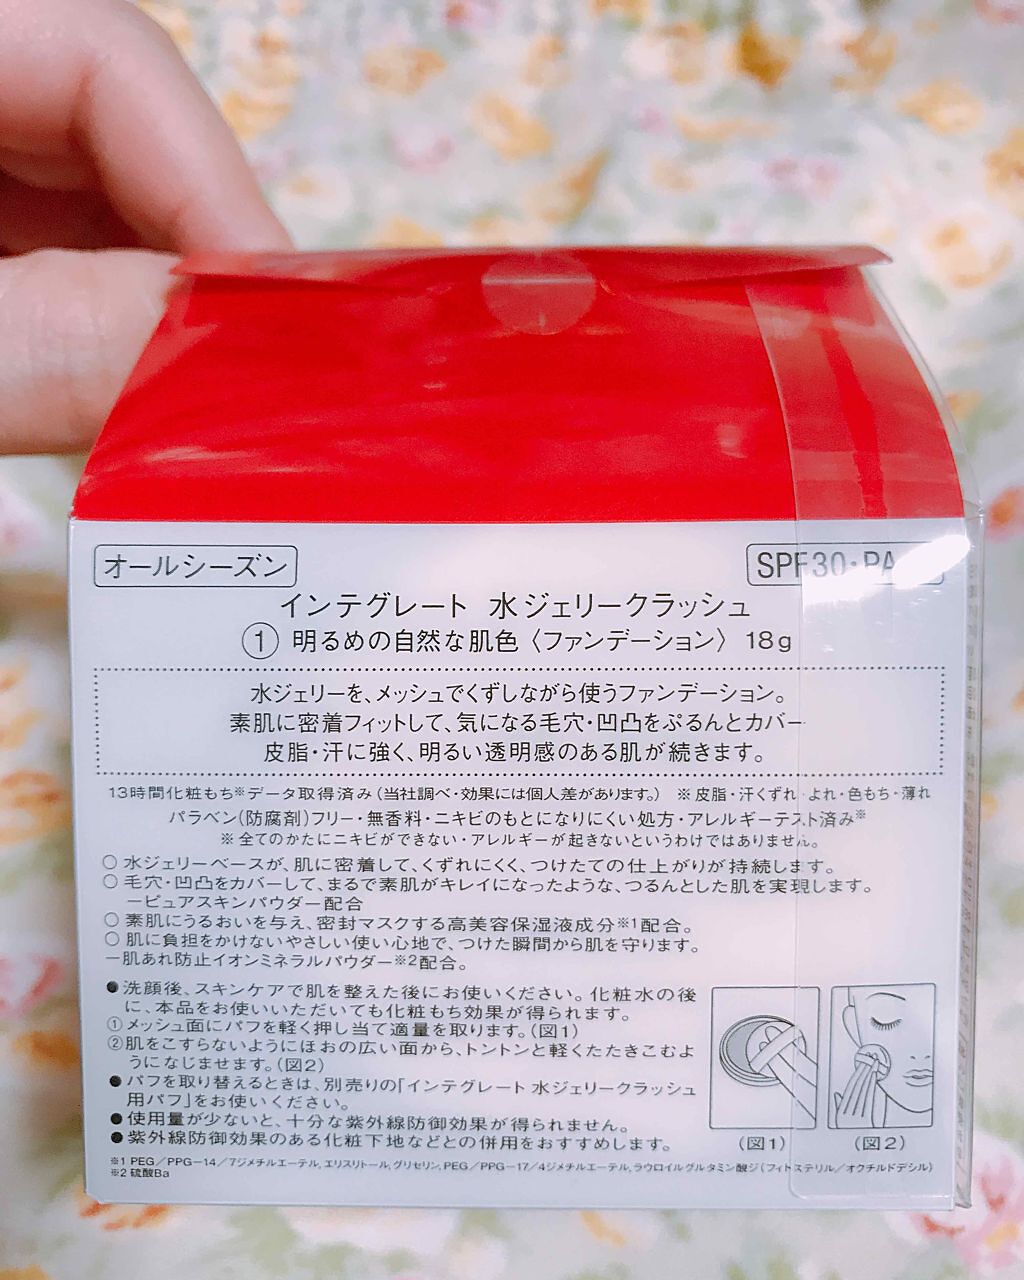 オールシーズン
SPF30・PA
インテグレート 水ジェリークラッシュ
① 明るめの自然な肌色〈ファンデーション〉 18g
水ジェリーを、メッシュでくずしながら使うファンデーション。
素肌に密着フィットして、気になる毛穴・凹凸をぷるんとカバー
皮脂・汗に強く、明るい透明感のある肌が続きます。
13時間化粧もち※データ取得済み(当社調べ・効果には個人差があります。) ※皮脂・汗くずれ・よれ・色もち・薄れ
パラベン(防腐剤)フリー・無香料・ニキビのもとになりにくい処方・アレルギーテスト済み※
※全てのかたにニキビができない・アレルギーが起きないというわけではありません。
○ 水ジェリーベースが、肌に密着して、くずれにくく、つけたての仕上がりが持続します。
○ 毛穴・凹凸をカバーして、まるで素肌がキレイになったような、つるんとした肌を実現します。
ーピュアスキンパウダー配合
○ 素肌にうるおいを与え、密封マスクする高美容保湿液成分※1配合。
○ 肌に負担をかけないやさしい使い心地で、つけた瞬間から肌を守ります。
ー肌あれ防止イオンミネラルパウダー※2配合。
●洗顔後、スキンケアで肌を整えた後にお使いください。化粧水の後
に、本品をお使いいただいても化粧もち効果が得られます。
①メッシュ面にパフを軽く押し当て適量を取ります。(図1)
②肌をこすらないようにほおの広い面から、トントンと軽くたたきこむよ
うになじませます。(図2)
●パフを取り替えるときは、別売りの「インテグレート 水ジェリークラッシュ
用パフ」をお使いください。
●使用量が少ないと、十分な紫外線防御効果が得られません。
●紫外線防御効果のある化粧下地などとの併用をおすすめします。
(図1)
(図2)
※1 PEG/PPG-14/7ジメチルエーテル, エリスリトール, グリセリン, PEG/PPG-17/4ジメチルエーテル, ラウロイルグルタミン酸ジ(フィトステリル/オクチルドデシル)
※2 硫酸Ba